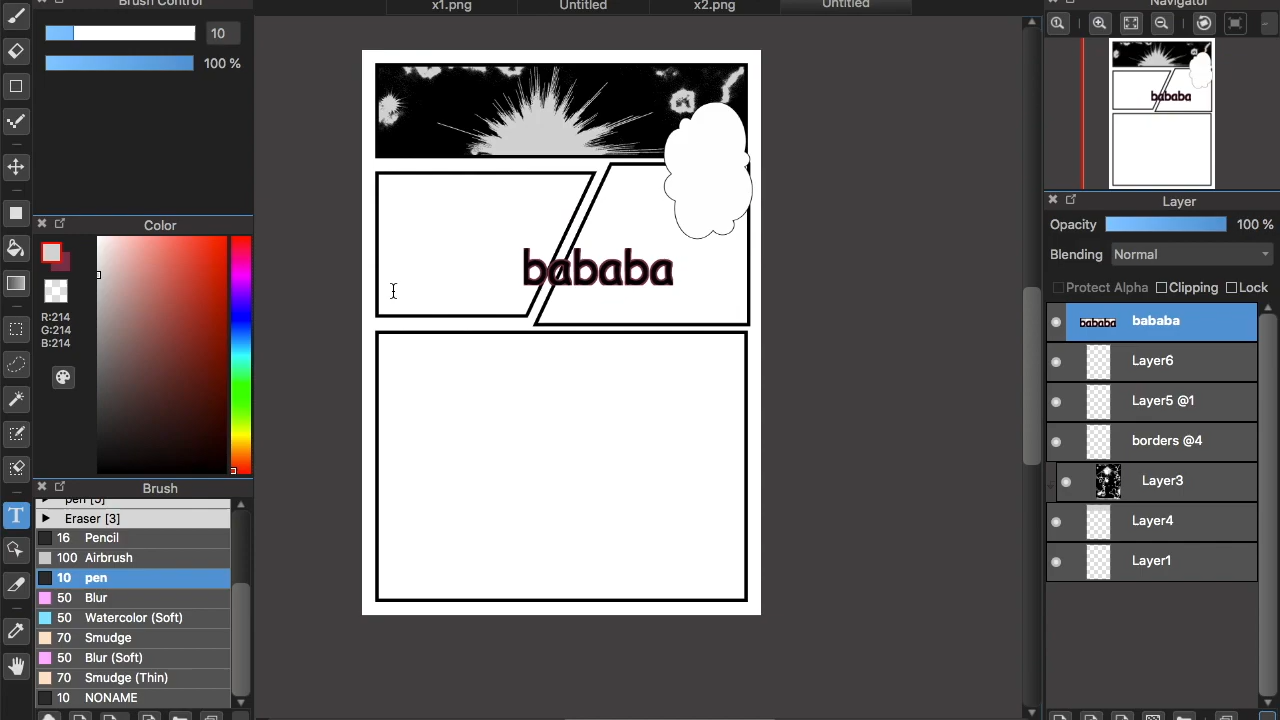 Brush Control
x1.png
Untitled
x2.png
Untitled
Navigator
10
100 %
Color
R:214
G:214
B:214
Brush
pen [5]
Eraser [3]
16 Pencil
100 Airbrush
10 pen
50 Blur
50 Watercolor (Soft)
70 Smudge
50 Blur (Soft)
70 Smudge (Thin)
10 NONAME
T
bababa
bababa
Layer
Opacity 100 %
Blending Normal
Protect Alpha Clipping Lock
bababa bababa
Layer6
Layer5 @1
borders @4
Layer3
Layer4
Layer1